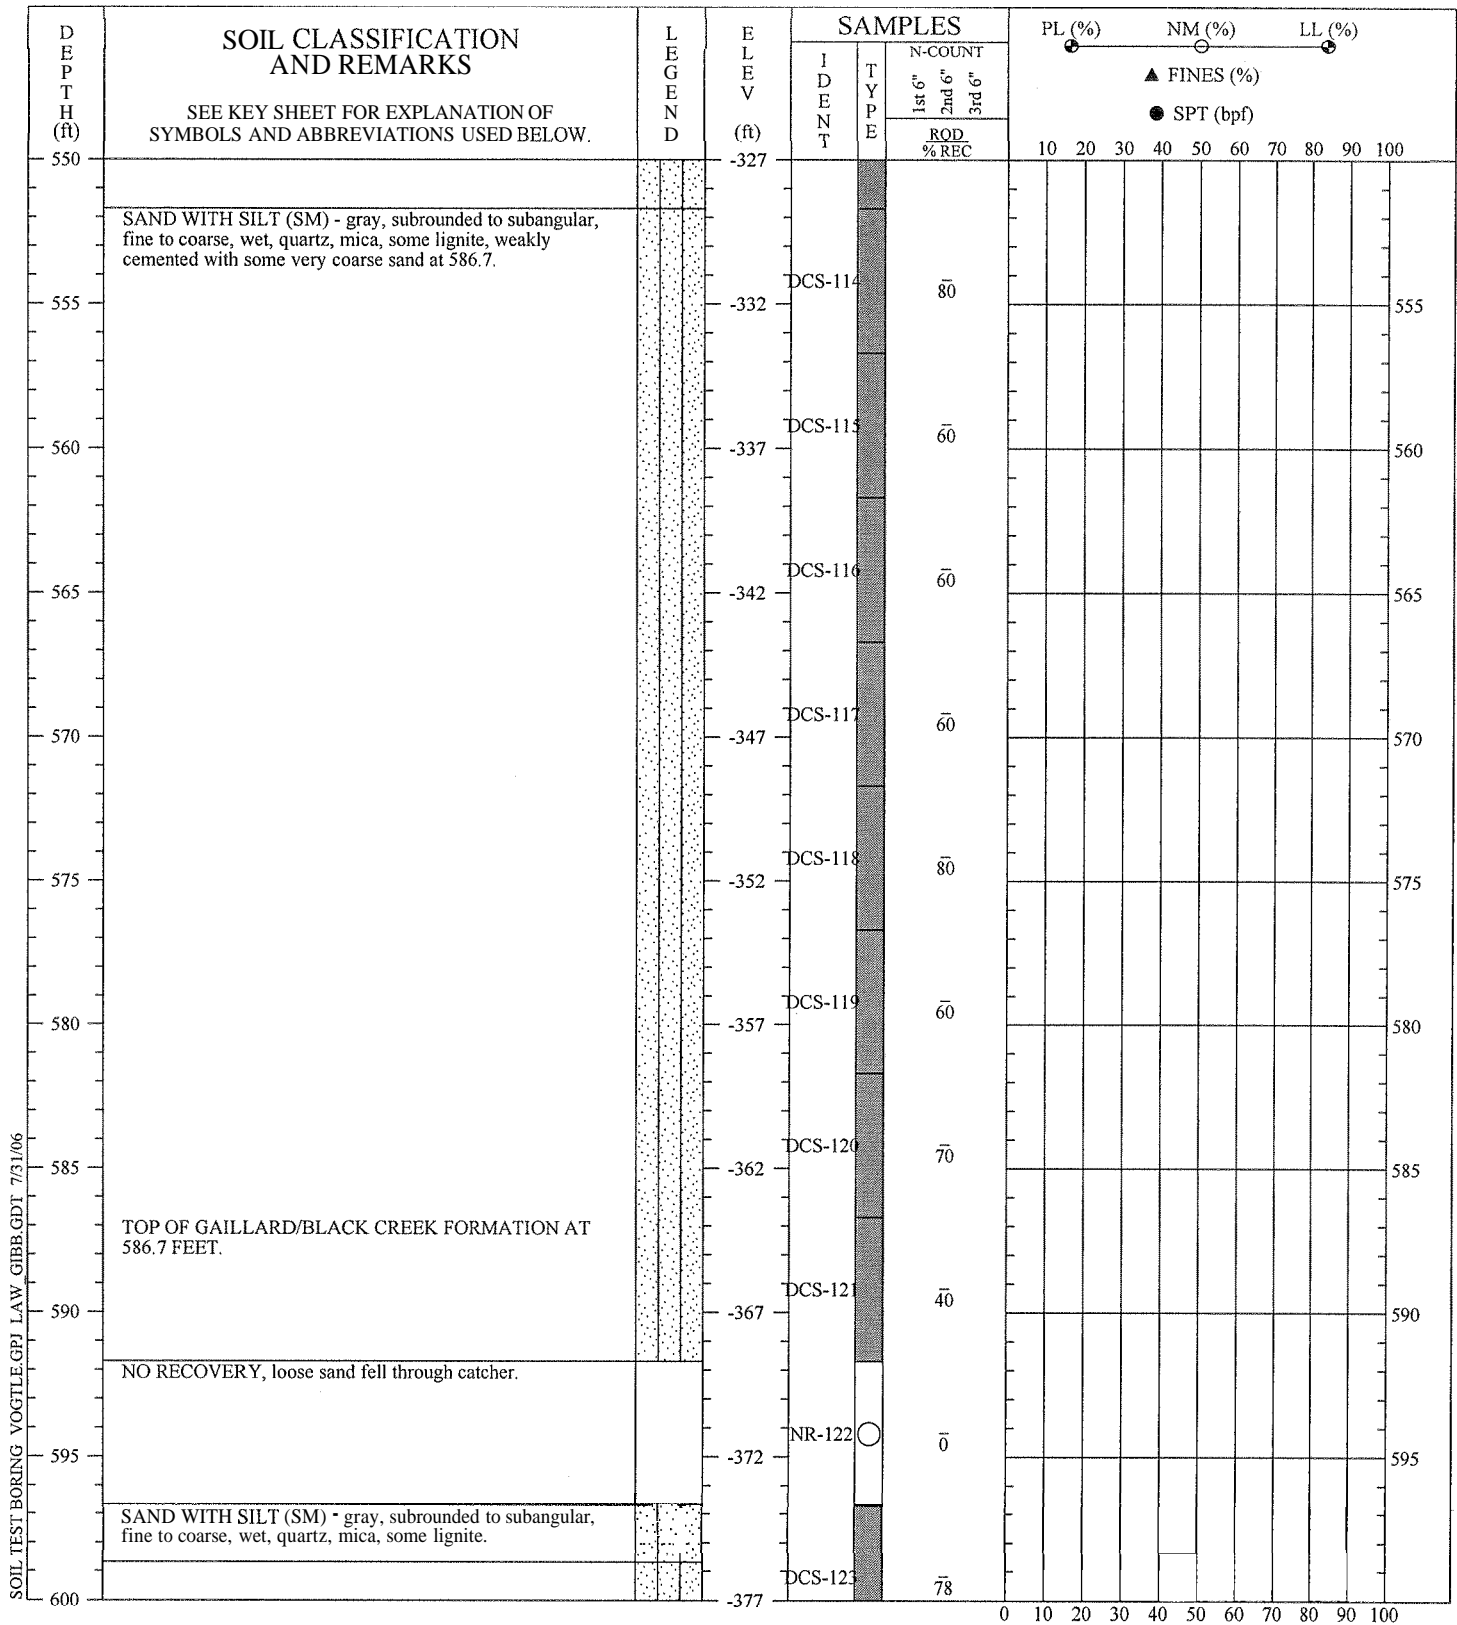 DEPTH (ft)
SOIL CLASSIFICATION
AND REMARKS
SEE KEY SHEET FOR EXPLANATION OF
SYMBOLS AND ABBREVIATIONS USED BELOW.
LEGEND
ELEV (ft)
SAMPLES
IDENT
TYPE
N-COUNT
1st 6"
2nd 6"
3rd 6"
RQD
% REC
PL (%) NM (%) LL (%)
▲ FINES (%)
● SPT (bpf)
10 20 30 40 50 60 70 80 90 100
550 -327
SAND WITH SILT (SM) - gray, subrounded to subangular,
fine to coarse, wet, quartz, mica, some lignite, weakly
cemented with some very coarse sand at 586.7.
DCS-114 80
555 -332 555
DCS-115 60
560 -337 560
DCS-116 60
565 -342 565
DCS-117 60
570 -347 570
DCS-118 80
575 -352 575
DCS-119 60
580 -357 580
DCS-120 70
585 -362 585
TOP OF GAILLARD/BLACK CREEK FORMATION AT
586.7 FEET.
DCS-121 40
590 -367 590
NO RECOVERY, loose sand fell through catcher.
NR-122 0
595 -372 595
SAND WITH SILT (SM) - gray, subrounded to subangular,
fine to coarse, wet, quartz, mica, some lignite.
DCS-123 78
600 -377
0 10 20 30 40 50 60 70 80 90 100
SOIL TEST BORING VOGTLE.GPJ LAW_GIBB.GDT 7/31/06